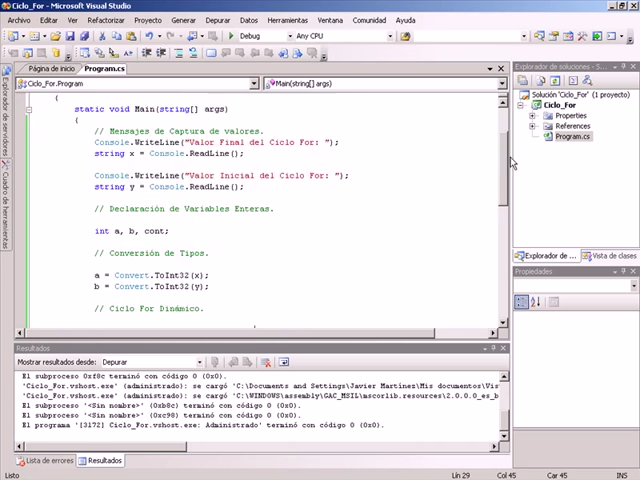 Ciclo_For - Microsoft Visual Studio
Archivo Editar Ver Refactorizar Proyecto Generar Depurar Datos Herramientas Ventana Comunidad Ayuda
Debug Any CPU
Página de inicio Program.cs
Ciclo_For.Program Main(string[] args)
{
static void Main(string[] args)
{
// Mensajes de Captura de valores.
Console.WriteLine("Valor Final del Ciclo For: ");
string x = Console.ReadLine();
Console.WriteLine("Valor Inicial del Ciclo For: ");
string y = Console.ReadLine();
// Declaración de Variables Enteras.
int a, b, cont;
// Conversión de Tipos.
a = Convert.ToInt32(x);
b = Convert.ToInt32(y);
// Ciclo For Dinámico.
Explorador de servidores
Cuadro de herramientas
Explorador de soluciones - S...
Solución 'Ciclo_For' (1 proyecto)
Ciclo_For
Properties
References
Program.cs
Explorador de ... Vista de clases
Propiedades
Resultados
Mostrar resultados desde: Depurar
El subproceso 0xf8c terminó con código 0 (0x0).
'Ciclo_For.vshost.exe' (administrado): se cargó 'C:\Documents and Settings\Javier Martínez\Mis documentos\Vis
'Ciclo_For.vshost.exe' (administrado): se cargó 'C:\WINDOWS\assembly\GAC_MSIL\mscorlib.resources\2.0.0.0_es_b
El subproceso '<Sin nombre>' (0xb8c) terminó con código 0 (0x0).
El subproceso '<Sin nombre>' (0xc98) terminó con código 0 (0x0).
El programa '[3172] Ciclo_For.vshost.exe: Administrado' terminó con código 0 (0x0).
Lista de errores Resultados
Listo Lín 29 Col 45 Car 45 INS